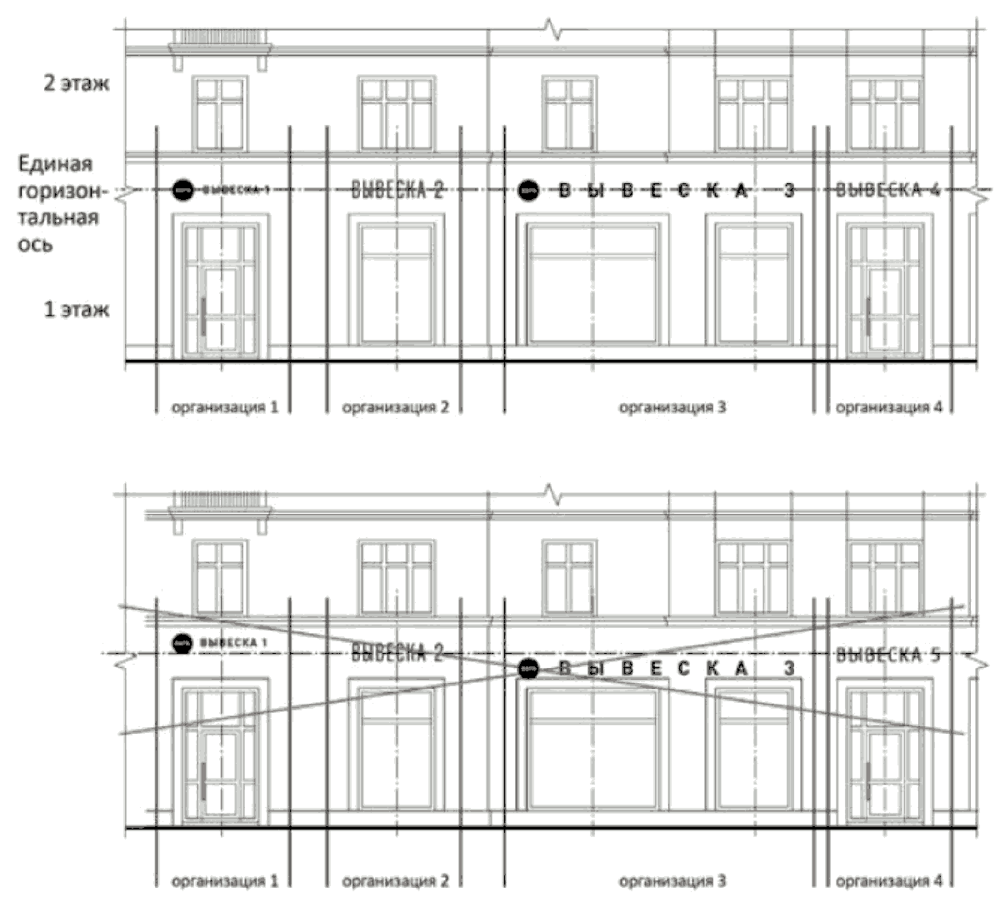 2 этаж
Единая
горизон-
тальная
ось
ВЫВЕСКА 1
ВЫВЕСКА 2
ВЫВЕСКА 3
ВЫВЕСКА 4
1 этаж
организация 1
организация 2
организация 3
организация 4
ВЫВЕСКА 1
ВЫВЕСКА 2
ВЫВЕСКА 3
ВЫВЕСКА 5
организация 1
организация 2
организация 3
организация 4